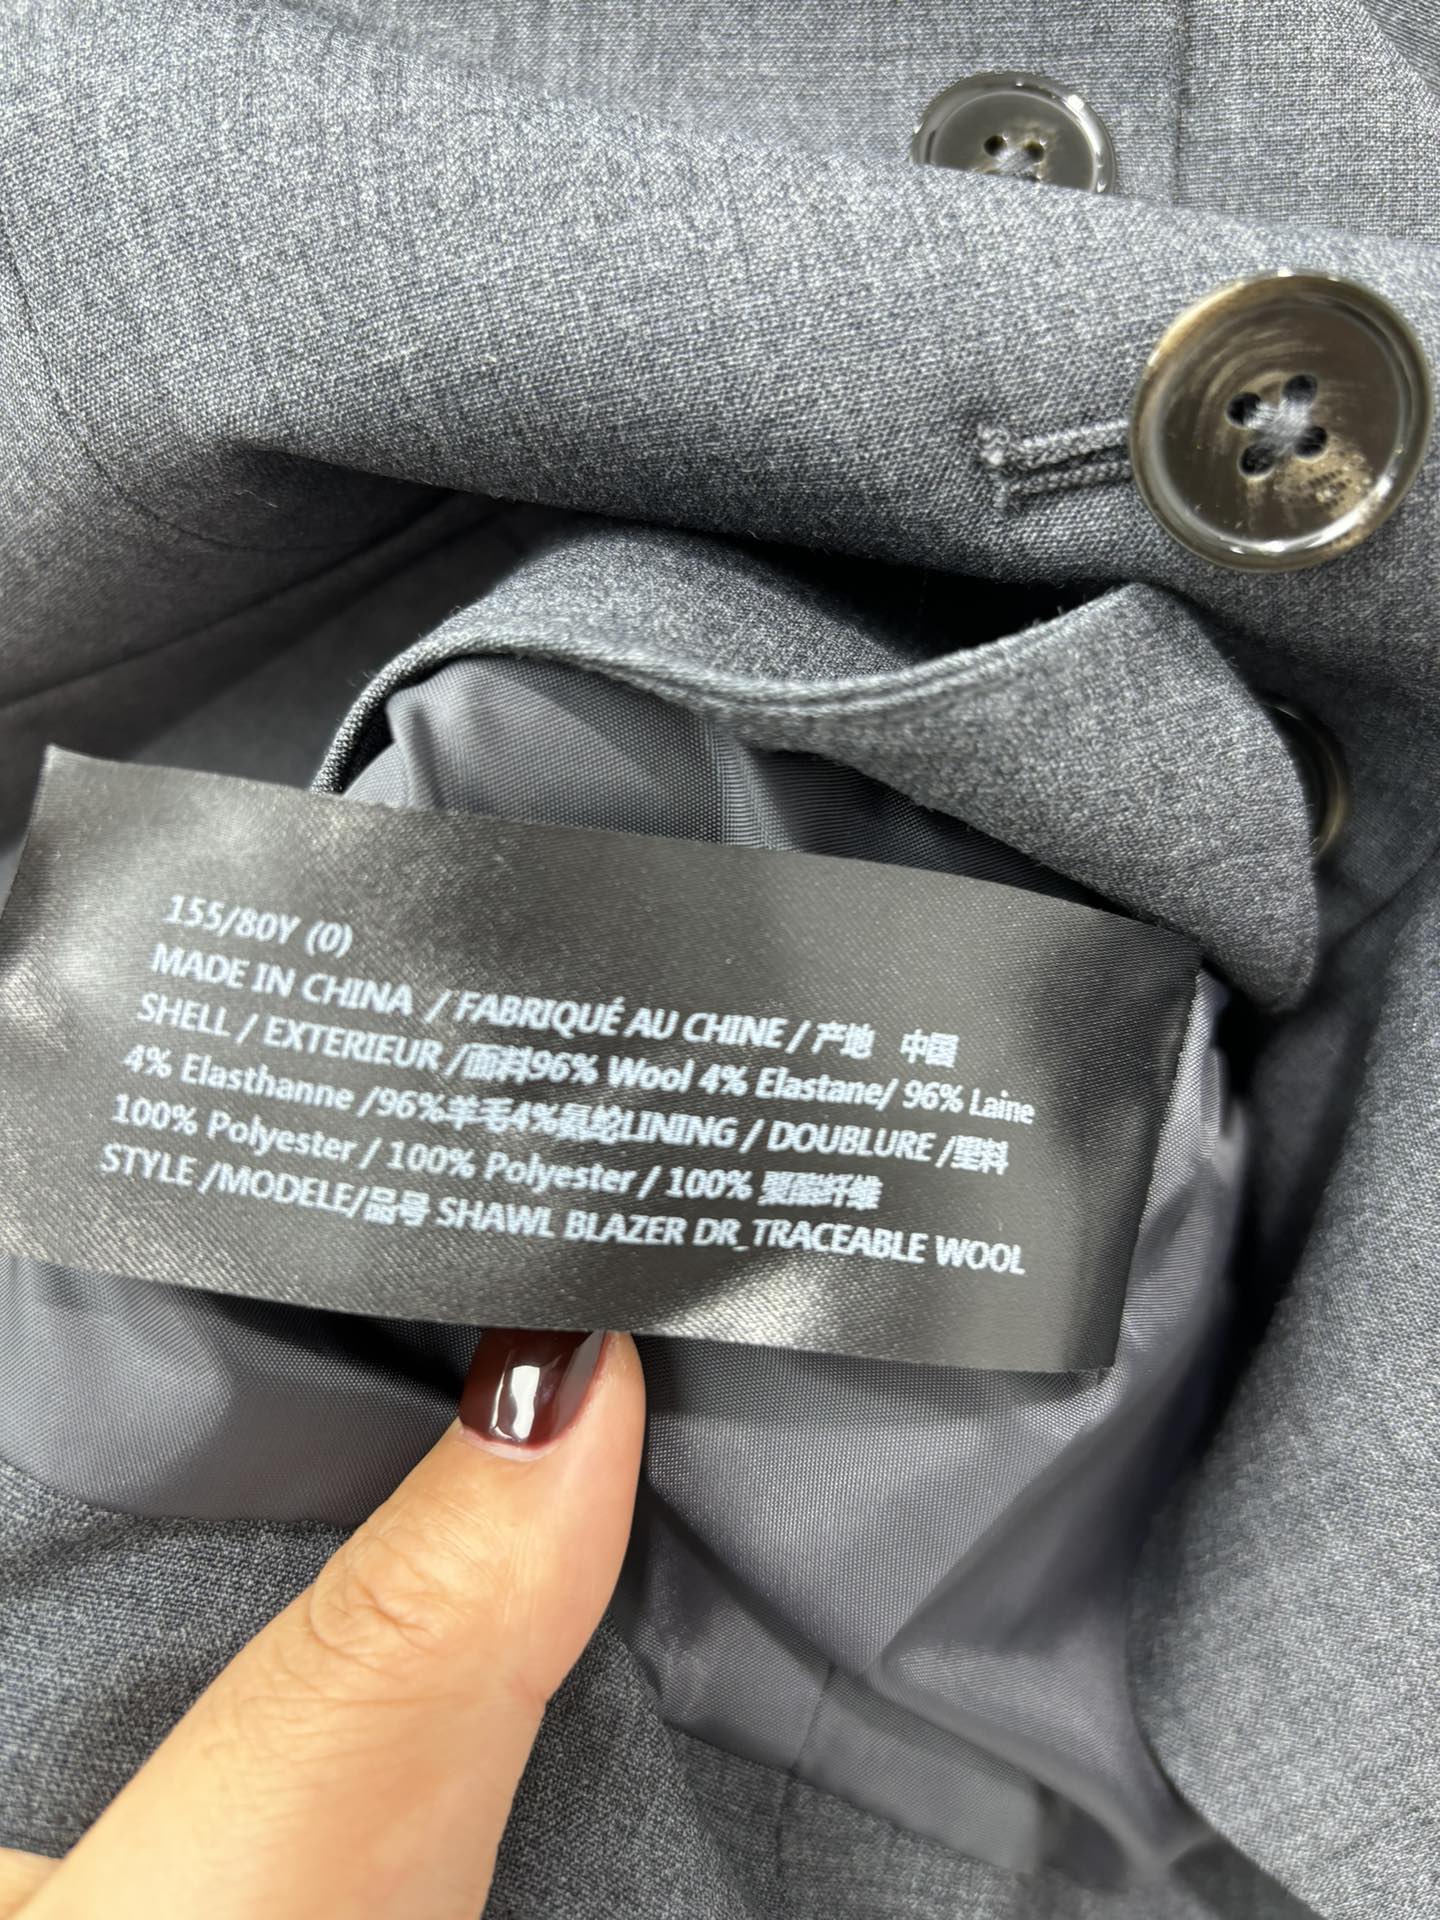 155/80Y (0)
MADE IN CHINA / FABRIQUÉ AU CHINE / 产地 中国
SHELL / EXTERIEUR /面料96% Wool 4% Elastane/ 96% Laine
4% Elasthanne /96%羊毛4%氨纶LINING / DOUBLURE /里料
100% Polyester / 100% Polyester / 100% 聚酯纤维
STYLE /MODELE/品号 SHAWL BLAZER DR_TRACEABLE WOOL